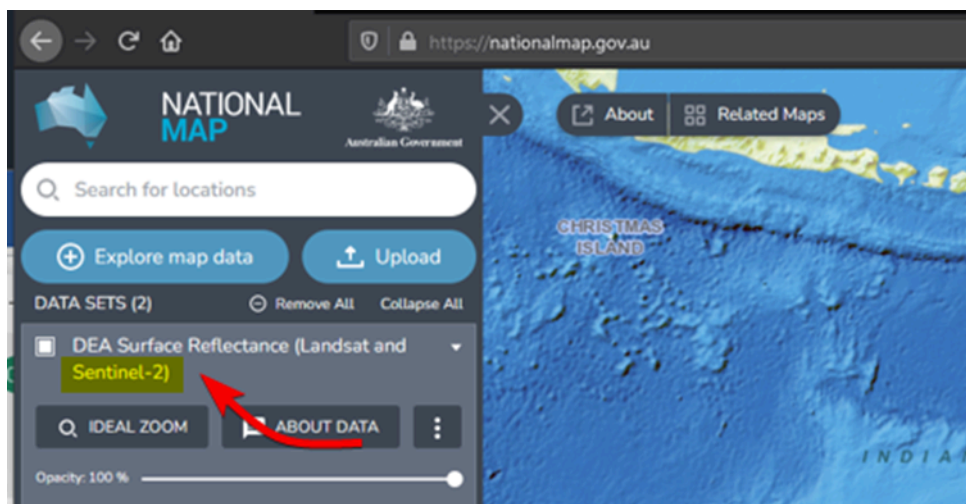 https://nationalmap.gov.au
NATIONAL
MAP
Australian Government
About
Related Maps
Search for locations
CHRISTMAS
ISLAND
Explore map data
Upload
DATA SETS (2)
Remove All
Collapse All
DEA Surface Reflectance (Landsat and
Sentinel-2)
IDEAL ZOOM
ABOUT DATA
Opacity: 100 %
INDIA